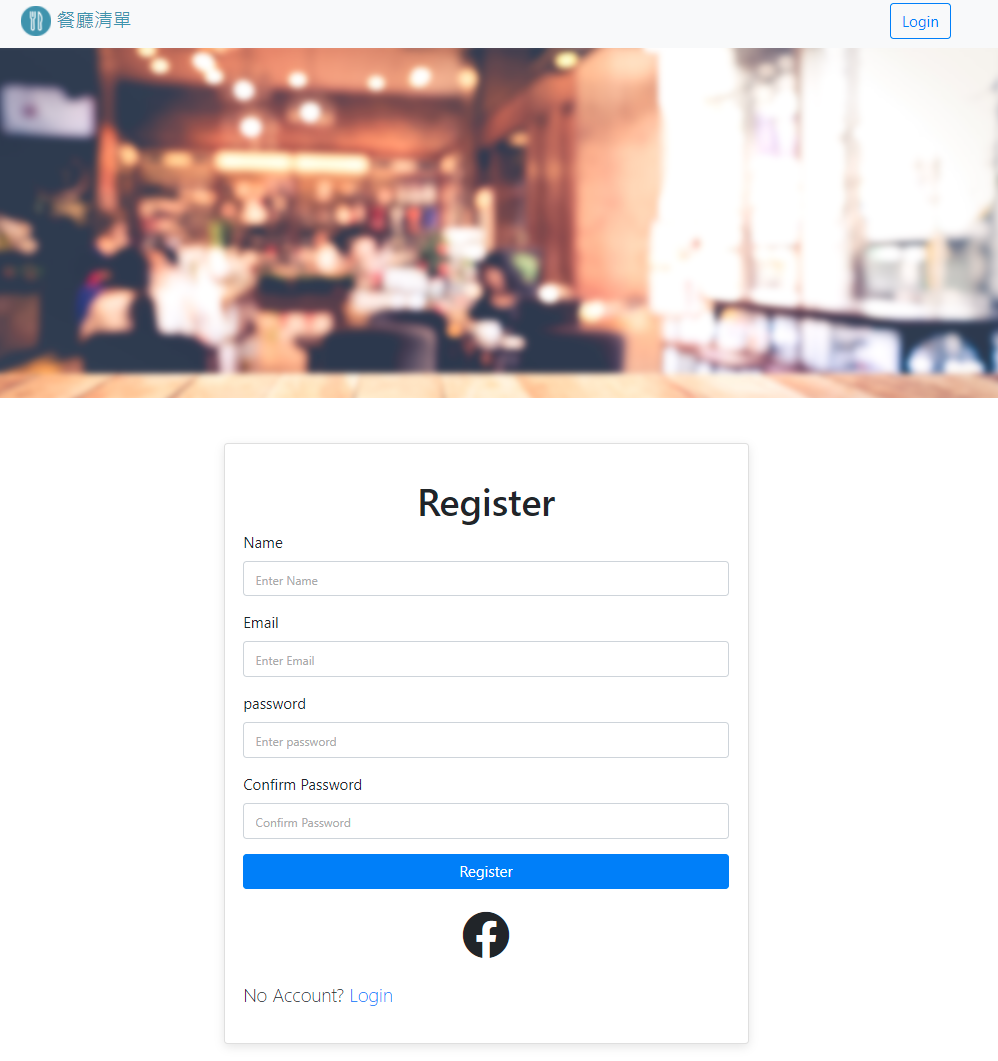 餐廳清單
Login
Register
Name
Enter Name
Email
Enter Email
password
Enter password
Confirm Password
Confirm Password
Register
No Account? Login